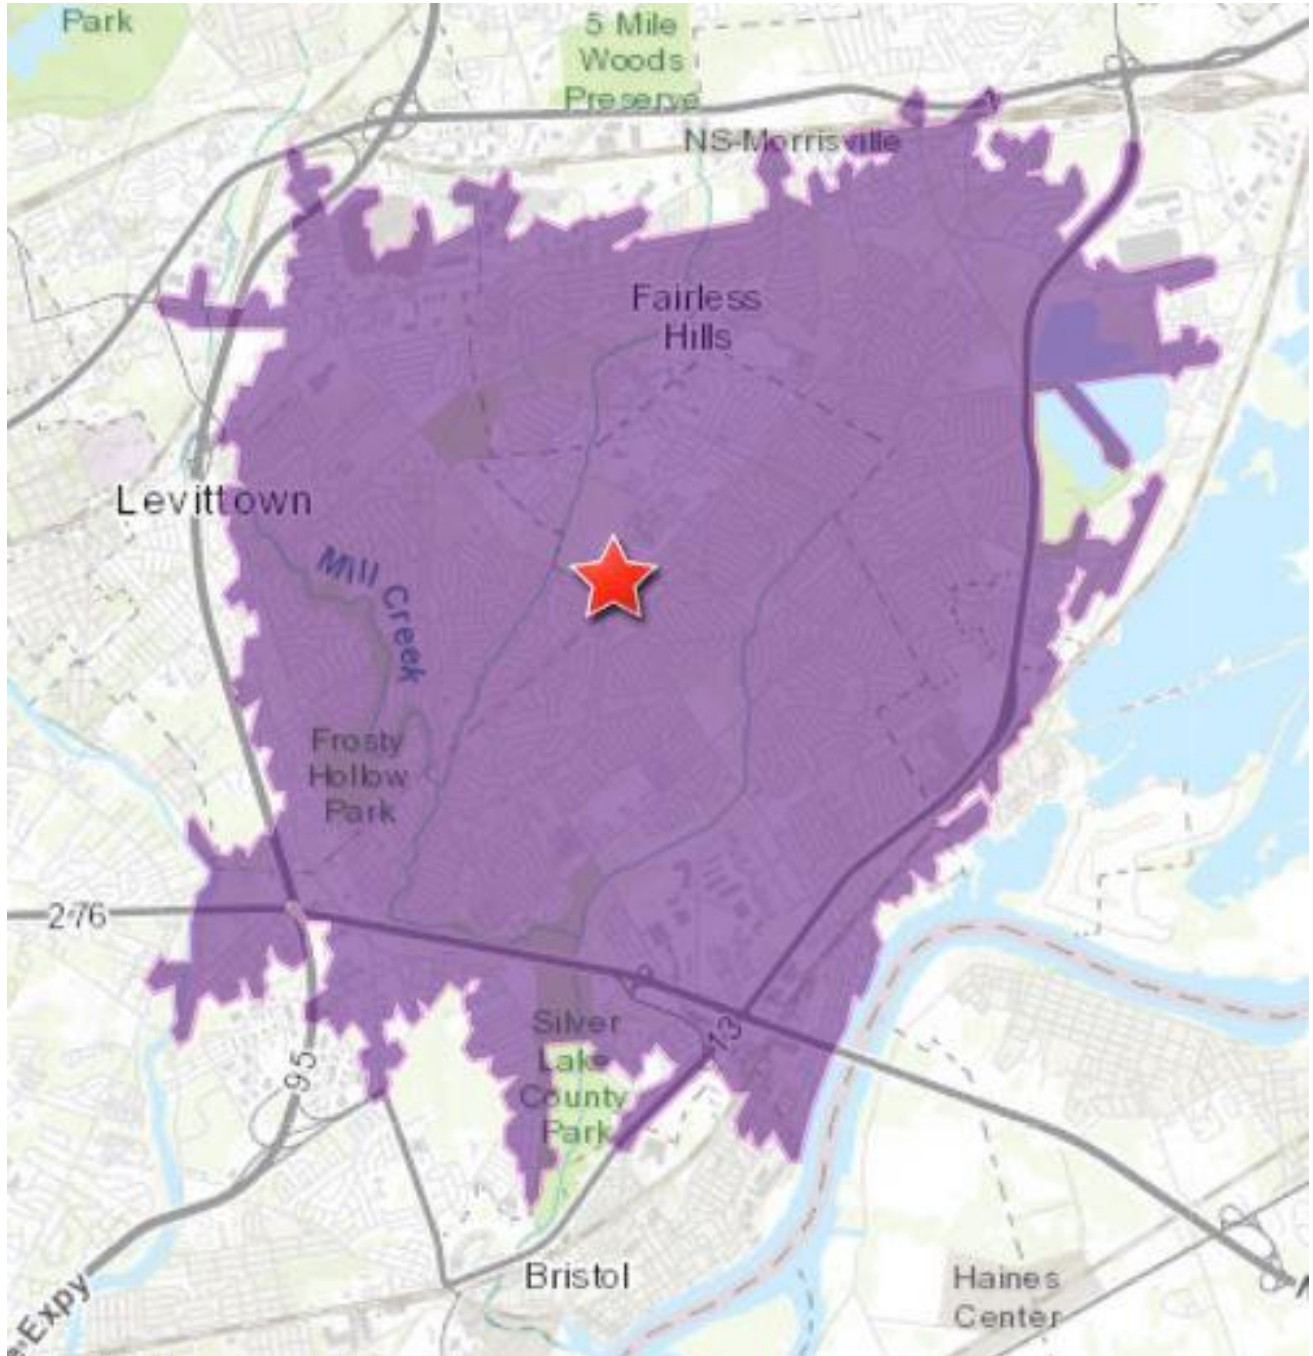 Park
5 Mile
Woods
Preserve
1
NS-Morrisville
Fairless
Hills
Levittown
Mill Creek
Frosty
Hollow
Park
276
Silver
Lake
County
Park
13
95
Bristol
Haines
Center
Expy